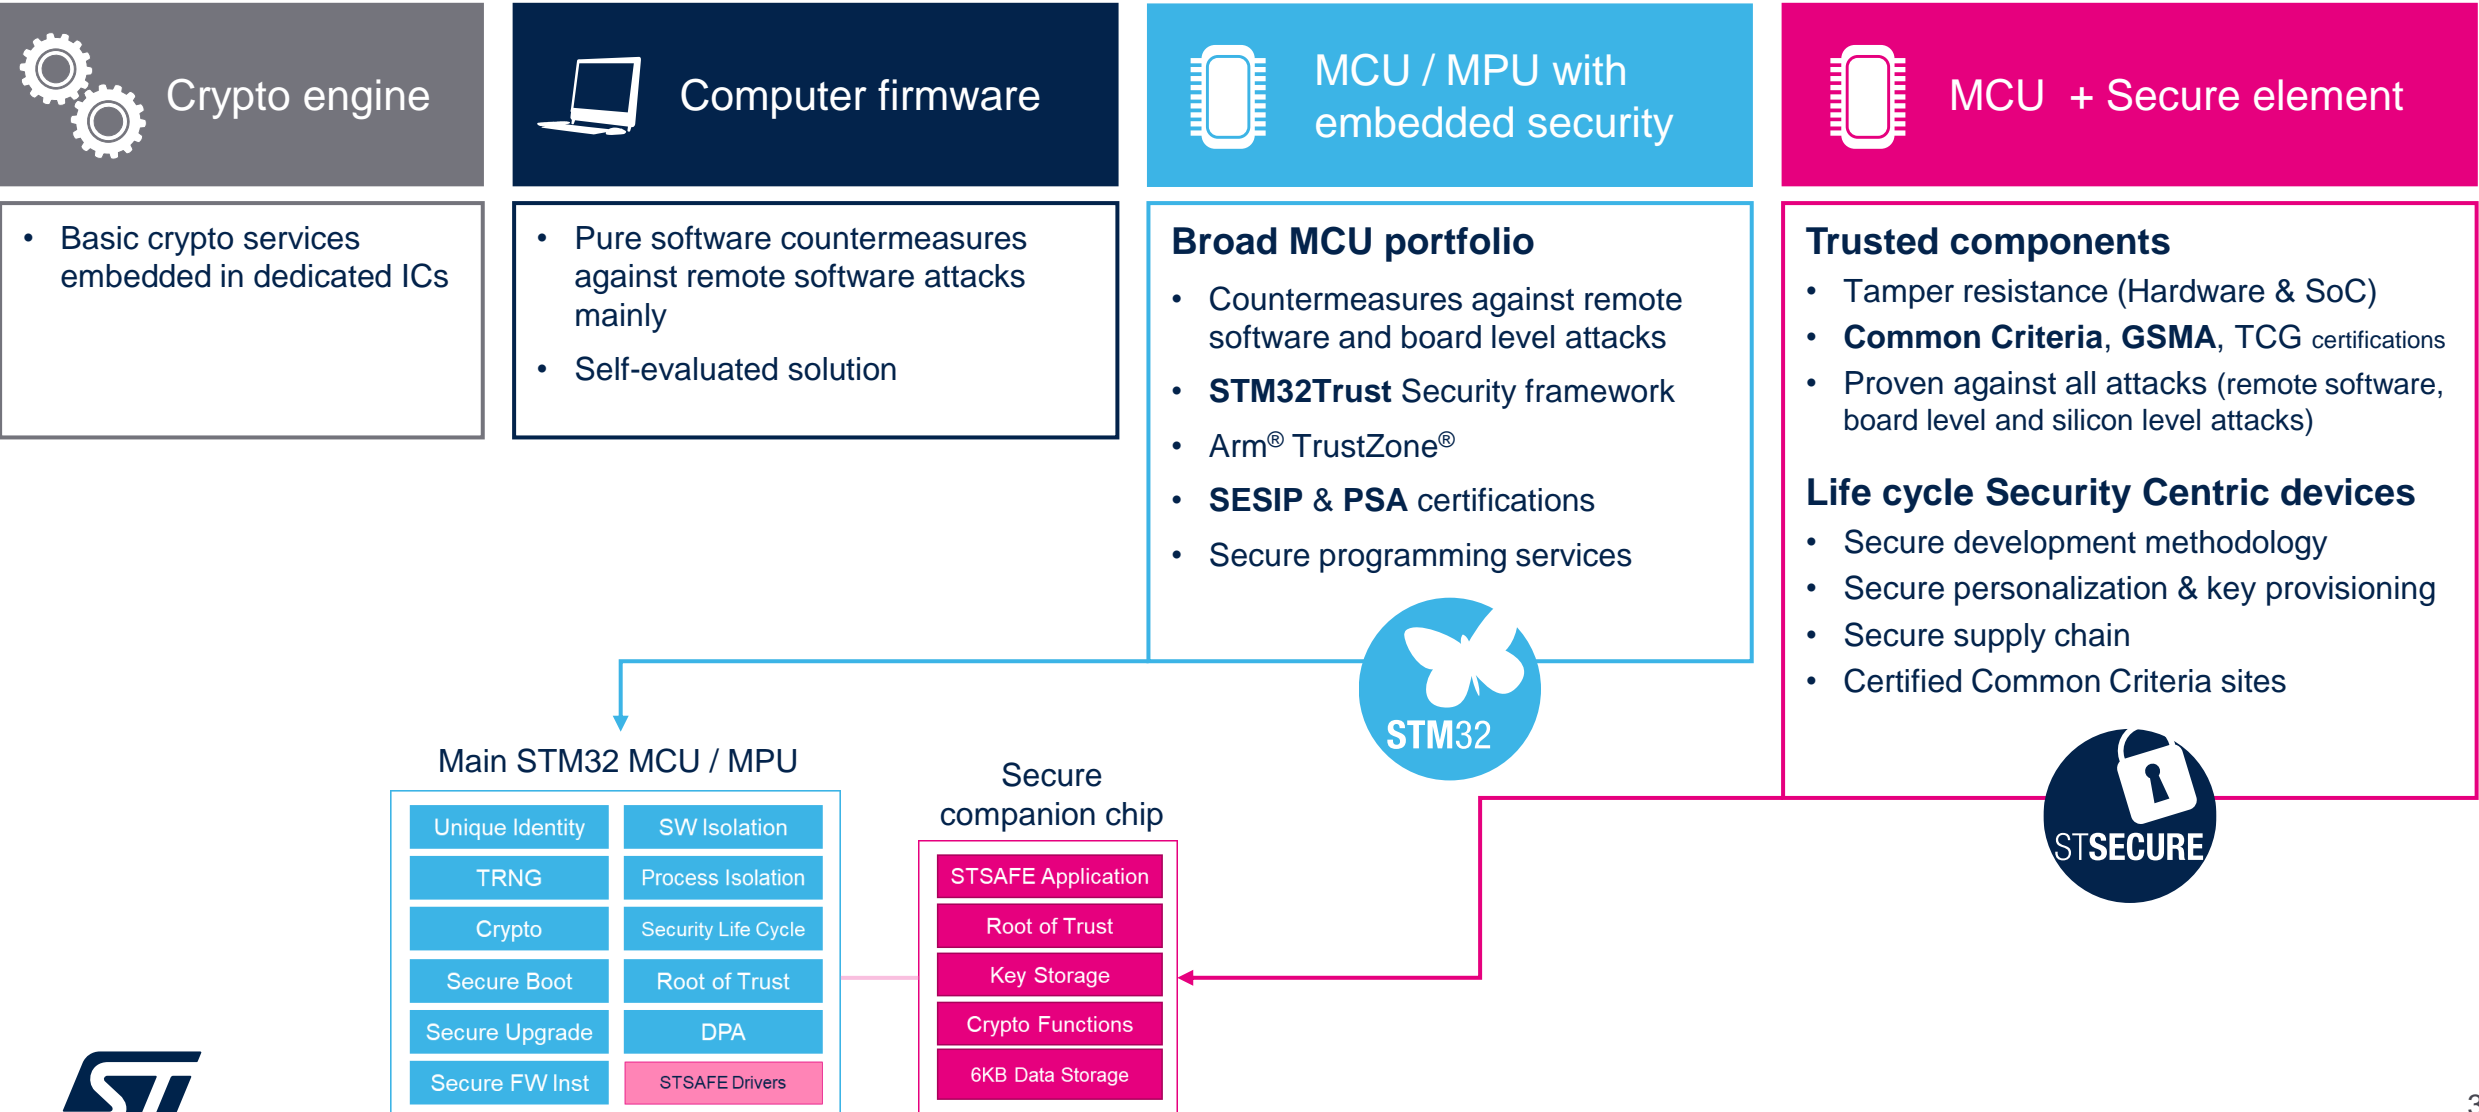 Crypto engine
• Basic crypto services
embedded in dedicated ICs
Computer firmware
• Pure software countermeasures
against remote software attacks
mainly
• Self-evaluated solution
MCU / MPU with
embedded security
Broad MCU portfolio
• Countermeasures against remote
software and board level attacks
• STM32Trust Security framework
• Arm® TrustZone®
• SESIP & PSA certifications
• Secure programming services
STM32
MCU + Secure element
Trusted components
• Tamper resistance (Hardware & SoC)
• Common Criteria, GSMA, TCG certifications
• Proven against all attacks (remote software,
board level and silicon level attacks)
Life cycle Security Centric devices
• Secure development methodology
• Secure personalization & key provisioning
• Secure supply chain
• Certified Common Criteria sites
STSECURE
Main STM32 MCU / MPU
Unique Identity
SW Isolation
TRNG
Process Isolation
Crypto
Security Life Cycle
Secure Boot
Root of Trust
Secure Upgrade
DPA
Secure FW Inst
STSAFE Drivers
Secure
companion chip
STSAFE Application
Root of Trust
Key Storage
Crypto Functions
6KB Data Storage
ST